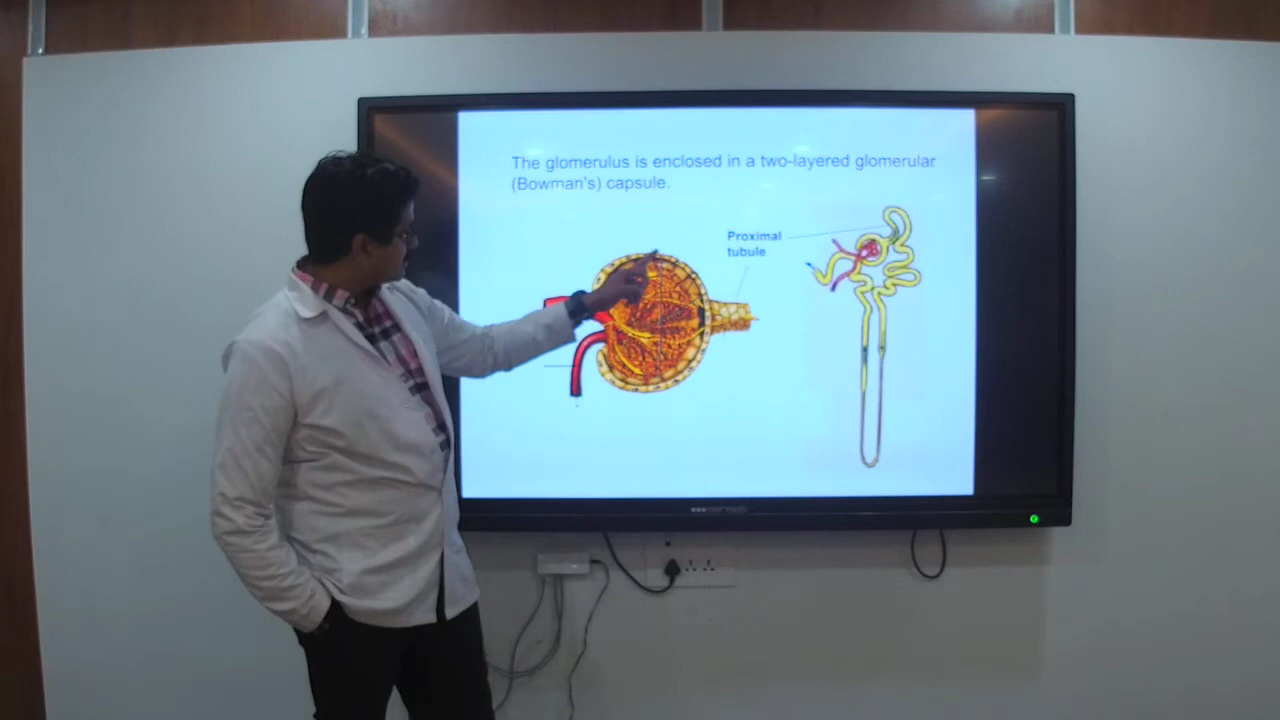 The glomerulus is enclosed in a two-layered glomerular
(Bowman's) capsule.
Proximal
tubule